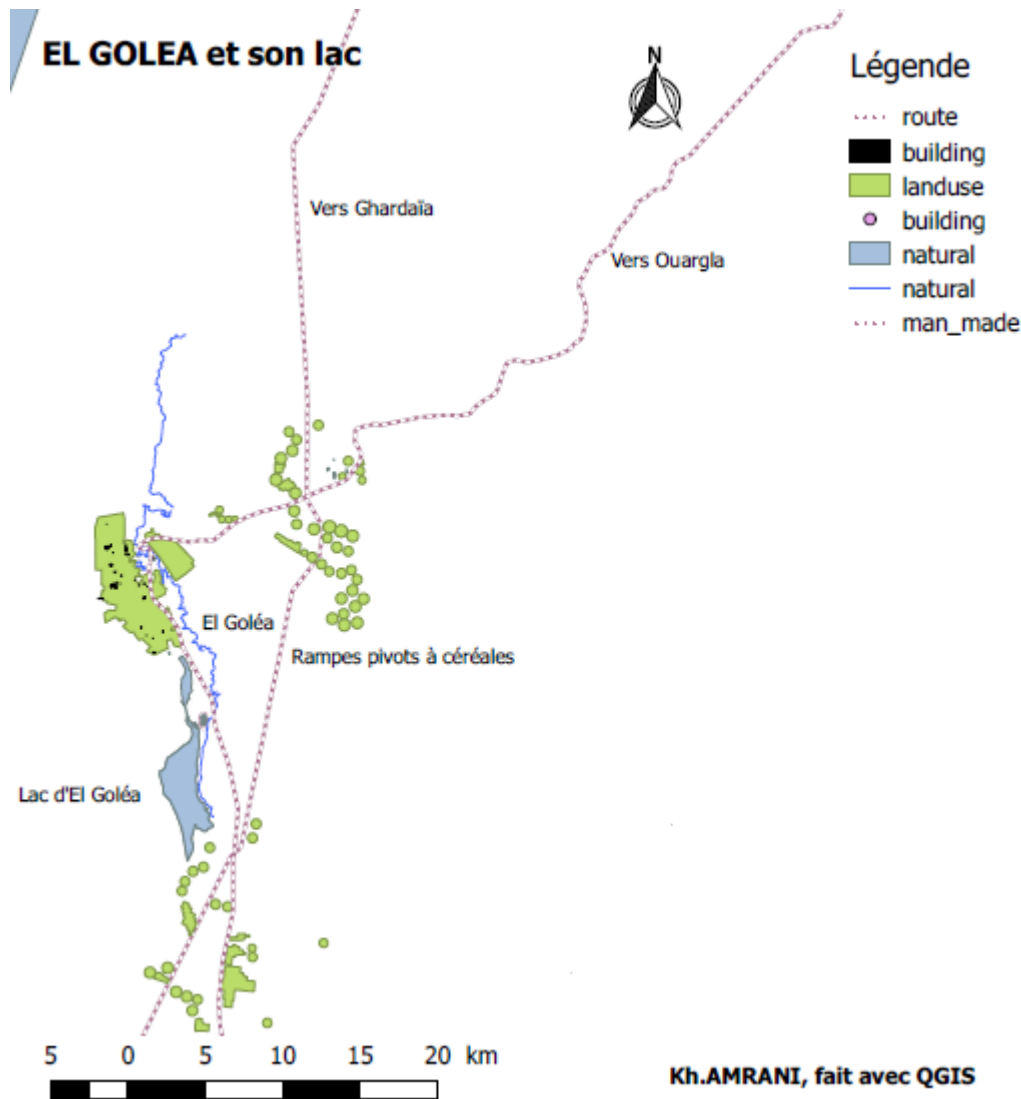 EL GOLEA et son lac
N
Légende
route
building
landuse
building
natural
natural
man_made
Vers Ghardaïa
Vers Ouargla
El Goléa
Rampes pivots à céréales
Lac d'El Goléa
5 0 5 10 15 20 km
Kh.AMRANI, fait avec QGIS